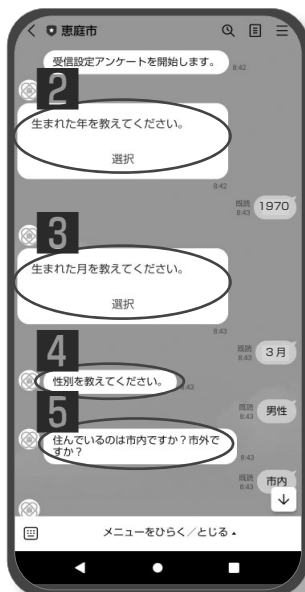 恵庭市
受信設定アンケートを開始します。
8:42
2
生まれた年を教えてください。
選択
8:42
既読
8:43
1970
3
生まれた月を教えてください。
選択
8:43
既読
8:43
3月
4
性別を教えてください。
8:43
既読
8:43
男性
5
住んでいるのは市内ですか？市外で
すか？
8:43
既読
8:43
市内
メニューをひらく／とじる